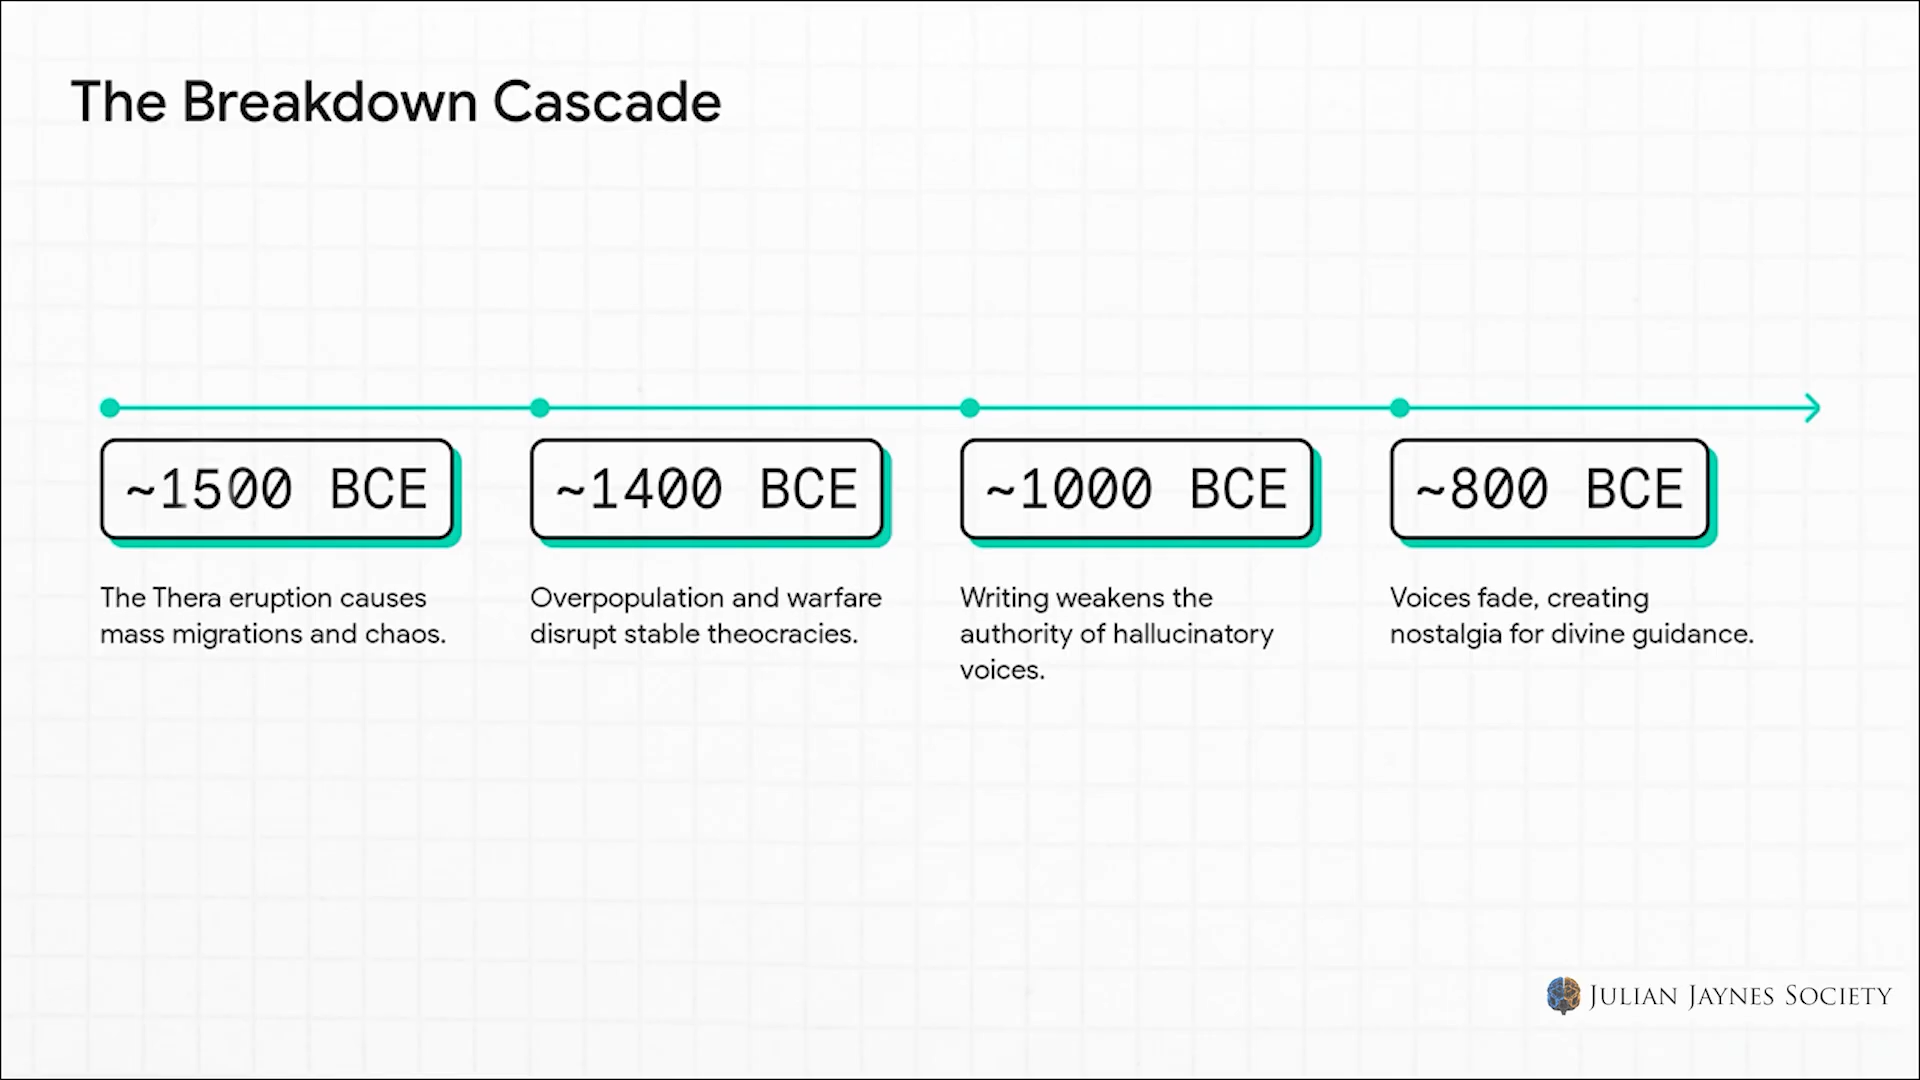 The Breakdown Cascade
~1500 BCE
The Thera eruption causes
mass migrations and chaos.
~1400 BCE
Overpopulation and warfare
disrupt stable theocracies.
~1000 BCE
Writing weakens the
authority of hallucinatory
voices.
~800 BCE
Voices fade, creating
nostalgia for divine guidance.
Julian Jaynes Society